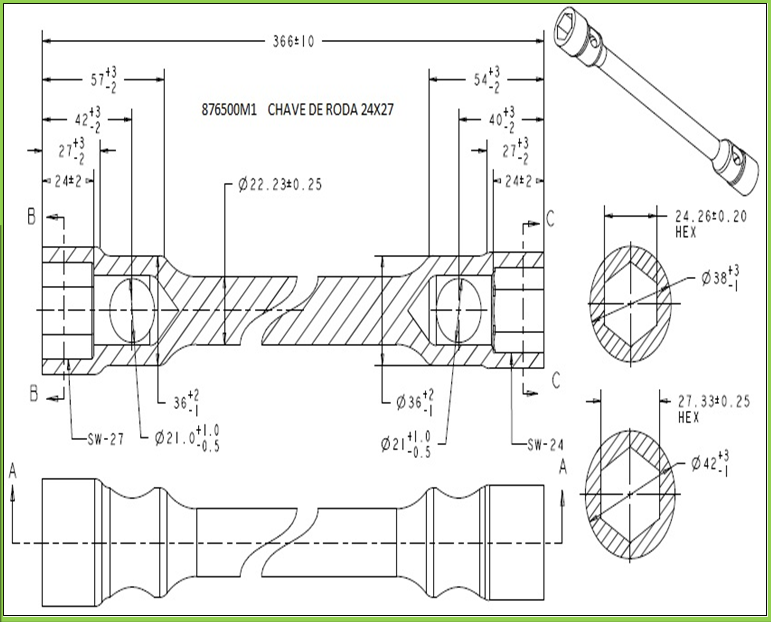 366±10
57+3-2
54+3-2
876500M1 CHAVE DE RODA 24X27
42+3-2
40+3-2
27+3-2
27+3-2
24±2
24±2
Ø22.23±0.25
B
C
24.26±0.20
HEX
Ø38+3-1
B
C
36+2-1
Ø36+2-1
27.33±0.25
HEX
SW-27
Ø21.0+1.0-0.5
Ø21+1.0-0.5
SW-24
A
A
Ø42+3-1